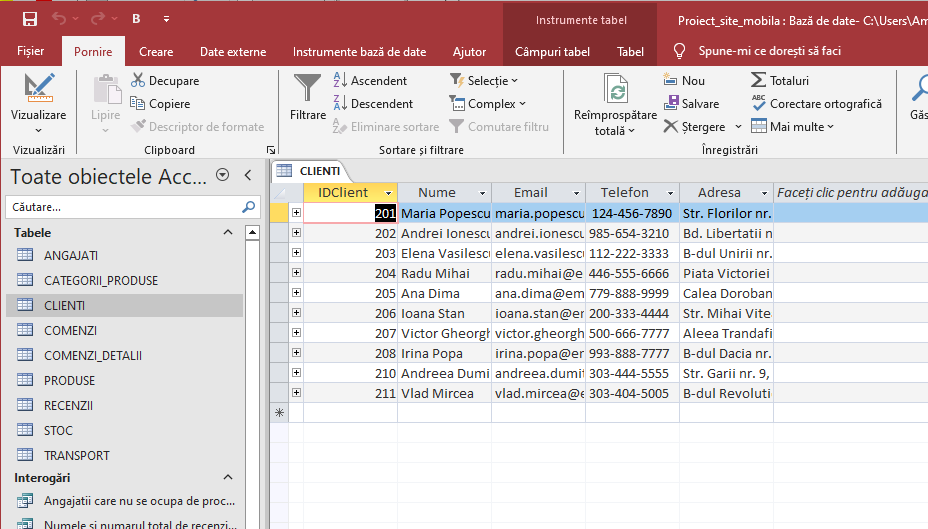 B
Instrumente tabel
Proiect_site_mobila : Bază de date- C:\Users\Am
Fișier Pornire Creare Date externe Instrumente bază de date Ajutor Câmpuri tabel Tabel Spune-mi ce dorești să faci
Vizualizare
Vizualizări
Lipire
Decupare
Copiere
Descriptor de formate
Clipboard
Filtrare
Ascendent
Descendent
Eliminare sortare
Selecție
Complex
Comutare filtru
Sortare și filtrare
Reîmprospătare
totală
Nou
Salvare
Ștergere
Totaluri
Corectare ortografică
Mai multe
Înregistrări
Găs
Toate obiectele Acc...
Căutare...
Tabele
ANGAJATI
CATEGORII_PRODUSE
CLIENTI
COMENZI
COMENZI_DETALII
PRODUSE
RECENZII
STOC
TRANSPORT
Interogări
Angajatii care nu se ocupa de proc...
Numele si numarul total de recenzi...
CLIENTI
IDClient Nume Email Telefon Adresa Faceți clic pentru adăuga
201 Maria Popescu maria.popescu 124-456-7890 Str. Florilor nr.
202 Andrei Ionescu andrei.ionescu 985-654-3210 Bd. Libertatii n
203 Elena Vasilescu elena.vasilescu 112-222-3333 B-dul Unirii nr.
204 Radu Mihai radu.mihai@e 446-555-6666 Piata Victoriei
205 Ana Dima ana.dima@em 779-888-9999 Calea Doroban
206 Ioana Stan ioana.stan@e 200-333-4444 Str. Mihai Vite
207 Victor Gheorgh victor.gheorgh 500-666-7777 Aleea Trandafi
208 Irina Popa irina.popa@e 993-888-7777 B-dul Dacia nr.
210 Andreea Dumi andreea.dumit 303-444-5555 Str. Garii nr. 9,
211 Vlad Mircea vlad.mircea@e 303-404-5005 B-dul Revoluti